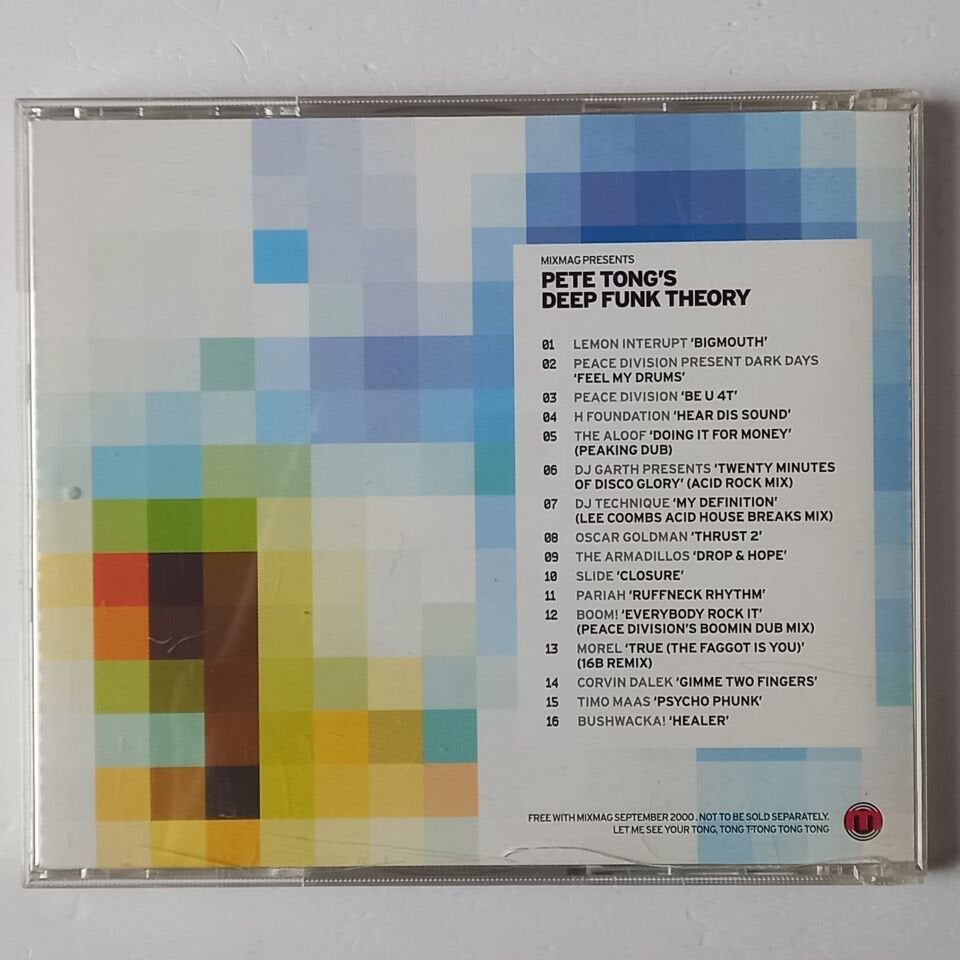 MIXMAG PRESENTS
PETE TONG'S
DEEP FUNK THEORY
01 LEMON INTERUPT 'BIGMOUTH'
02 PEACE DIVISION PRESENT DARK DAYS
'FEEL MY DRUMS'
03 PEACE DIVISION 'BE U 4T'
04 H FOUNDATION 'HEAR DIS SOUND'
05 THE ALOOF 'DOING IT FOR MONEY'
(PEAKING DUB)
06 DJ GARTH PRESENTS 'TWENTY MINUTES
OF DISCO GLORY' (ACID ROCK MIX)
07 DJ TECHNIQUE 'MY DEFINITION'
(LEE COOMBS ACID HOUSE BREAKS MIX)
08 OSCAR GOLDMAN 'THRUST 2'
09 THE ARMADILLOS 'DROP & HOPE'
10 SLIDE 'CLOSURE'
11 PARIAH 'RUFFNECK RHYTHM'
12 BOOM! 'EVERYBODY ROCK IT'
(PEACE DIVISION'S BOOMIN DUB MIX)
13 MOREL 'TRUE (THE FAGGOT IS YOU)'
(16B REMIX)
14 CORVIN DALEK 'GIMME TWO FINGERS'
15 TIMO MAAS 'PSYCHO PHUNK'
16 BUSHWACKA! 'HEALER'
FREE WITH MIXMAG SEPTEMBER 2000. NOT TO BE SOLD SEPARATELY.
LET ME SEE YOUR TONG, TONG T-TONG TONG TONG